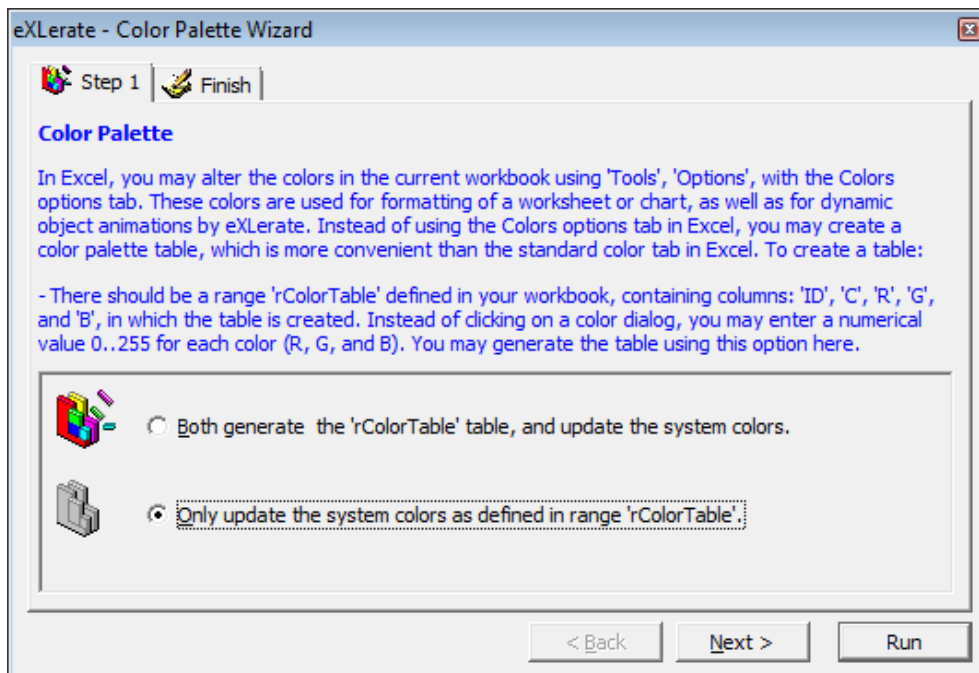 eXLerate - Color Palette Wizard
Step 1
Finish
Color Palette
In Excel, you may alter the colors in the current workbook using 'Tools', 'Options', with the Colors
options tab. These colors are used for formatting of a worksheet or chart, as well as for dynamic
object animations by eXLerate. Instead of using the Colors options tab in Excel, you may create a
color palette table, which is more convenient than the standard color tab in Excel. To create a table:
- There should be a range 'rColorTable' defined in your workbook, containing columns: 'ID', 'C', 'R', 'G',
and 'B', in which the table is created. Instead of clicking on a color dialog, you may enter a numerical
value 0..255 for each color (R, G, and B). You may generate the table using this option here.
Both generate the 'rColorTable' table, and update the system colors.
Only update the system colors as defined in range 'rColorTable'.
< Back
Next >
Run